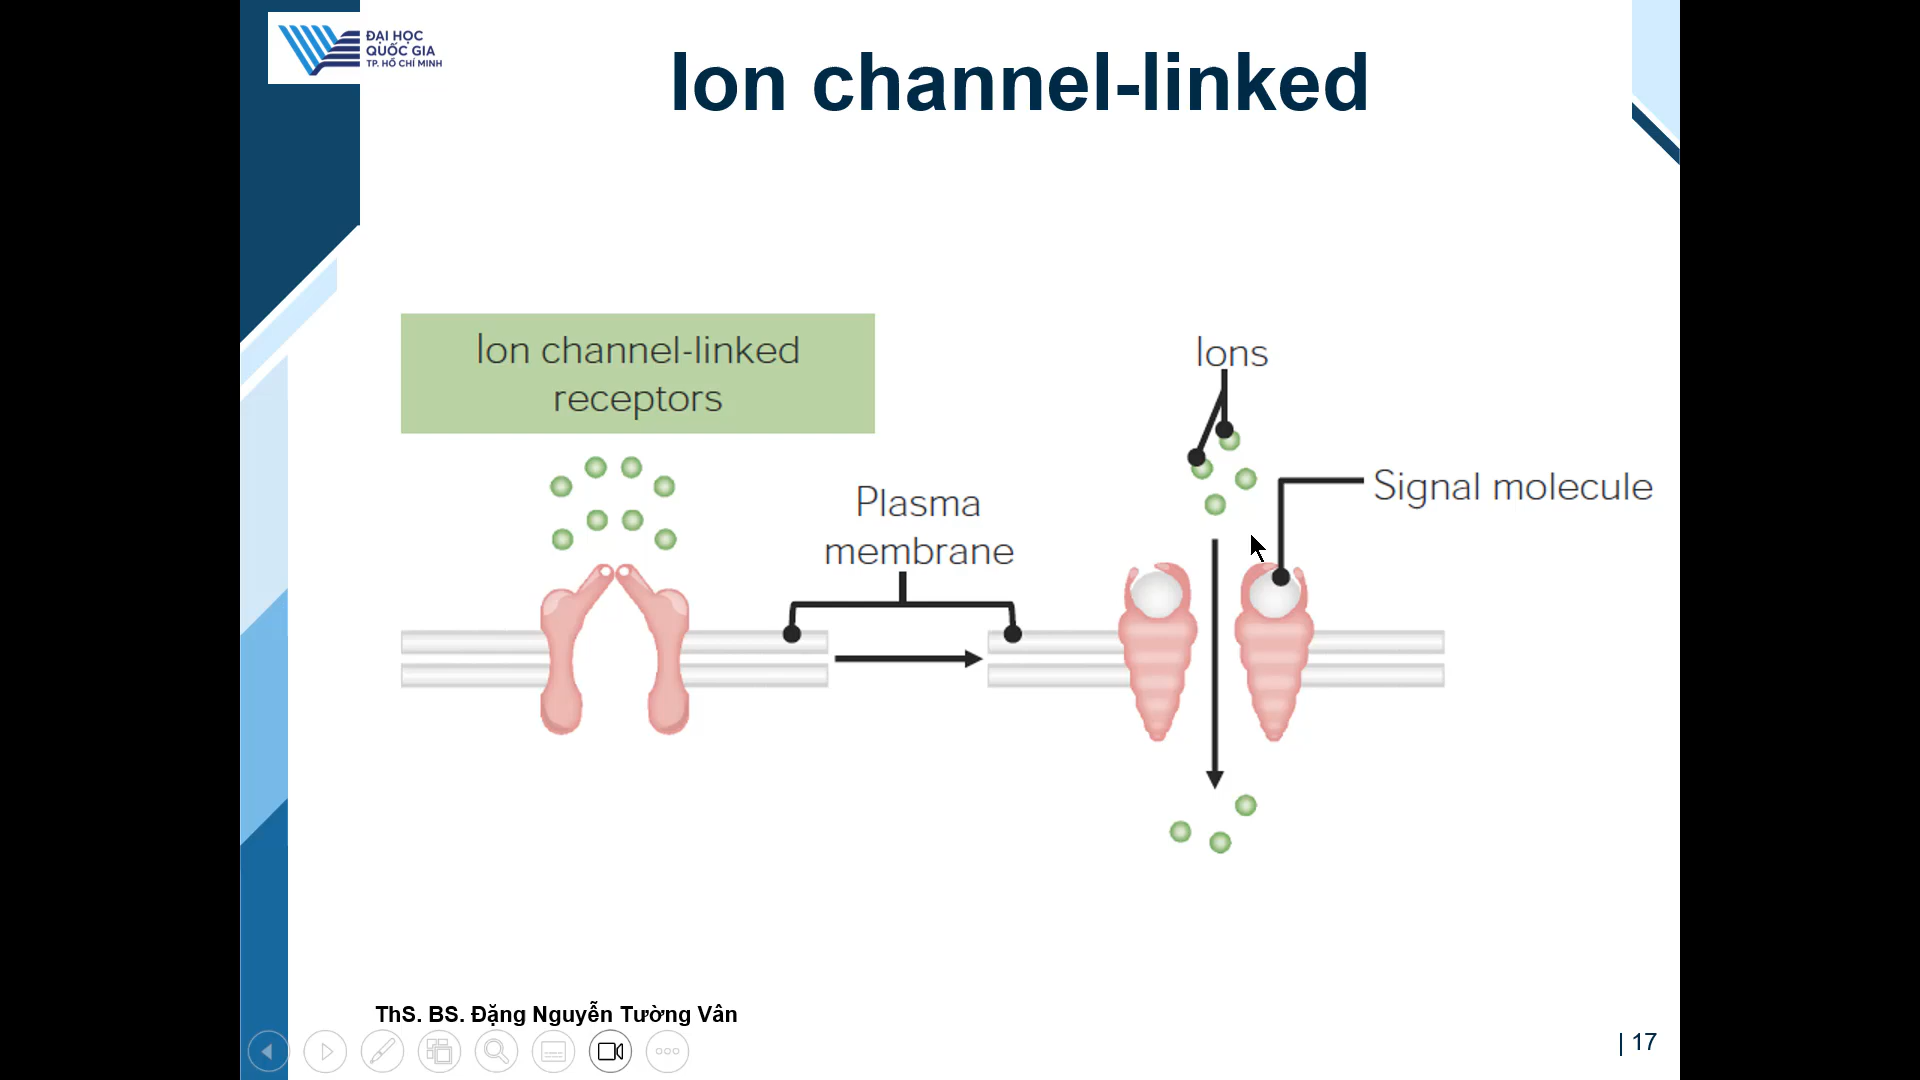 ĐẠI HỌC
QUỐC GIA
TP. HỒ CHÍ MINH
Ion channel-linked
Ion channel-linked
receptors
Ions
Signal molecule
Plasma
membrane
ThS. BS. Đặng Nguyễn Tường Vân
| 17